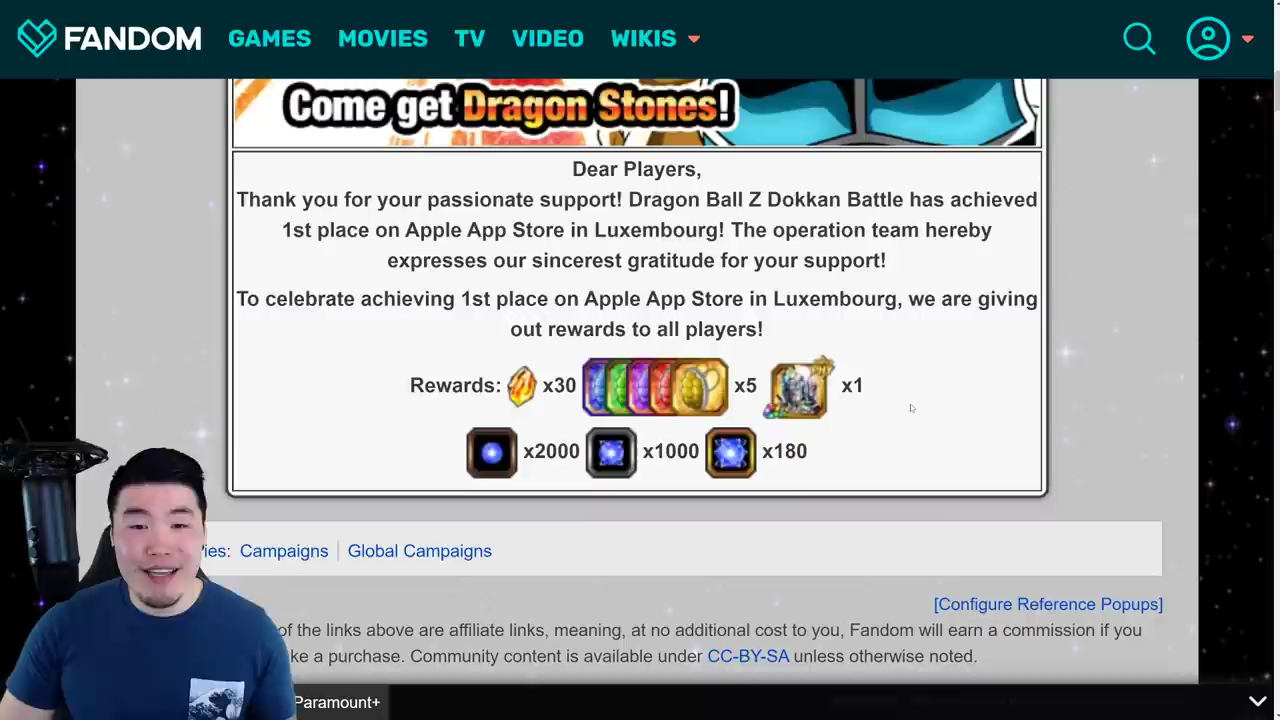 FANDOM GAMES MOVIES TV VIDEO WIKIS
Come get Dragon Stones!
Dear Players,
Thank you for your passionate support! Dragon Ball Z Dokkan Battle has achieved
1st place on Apple App Store in Luxembourg! The operation team hereby
expresses our sincerest gratitude for your support!
To celebrate achieving 1st place on Apple App Store in Luxembourg, we are giving
out rewards to all players!
Rewards: x30 x5 x1
x2000 x1000 x180
Campaigns Global Campaigns
[Configure Reference Popups]
of the links above are affiliate links, meaning, at no additional cost to you, Fandom will earn a commission if you
a purchase. Community content is available under CC-BY-SA unless otherwise noted.
Paramount+